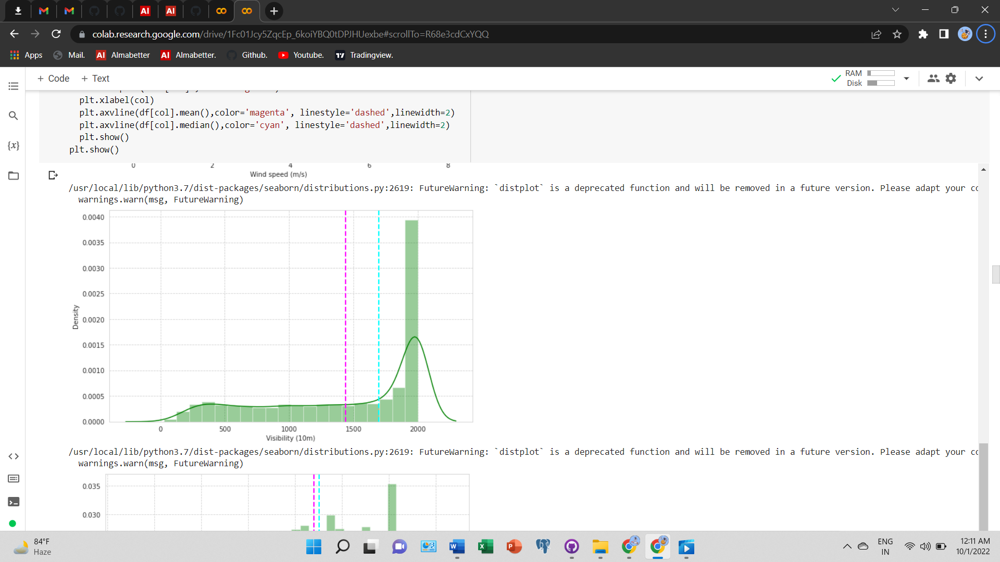 colab.research.google.com/drive/1Fc01Jcy5ZqcEp_6koiYBQ0tDPJHUexbe#scrollTo=R68e3cdCxYQQ
Apps Mail. AI Almabetter AI Almabetter. Github. Youtube. Tradingview.
+ Code + Text
RAM
Disk
plt.xlabel(col)
plt.axvline(df[col].mean(),color='magenta', linestyle='dashed',linewidth=2)
plt.axvline(df[col].median(),color='cyan', linestyle='dashed',linewidth=2)
plt.show()
plt.show()
{x}
0 2 4 6 8
Wind speed (m/s)
/usr/local/lib/python3.7/dist-packages/seaborn/distributions.py:2619: FutureWarning: `distplot` is a deprecated function and will be removed in a future version. Please adapt your cc
warnings.warn(msg, FutureWarning)
0.0040
0.0035
0.0030
0.0025
0.0020
0.0015
0.0010
0.0005
0.0000
Density
0 500 1000 1500 2000
Visibility (10m)
/usr/local/lib/python3.7/dist-packages/seaborn/distributions.py:2619: FutureWarning: `distplot` is a deprecated function and will be removed in a future version. Please adapt your cc
warnings.warn(msg, FutureWarning)
0.035
0.030
84°F
Haze
ENG
IN
12:11 AM
10/1/2022